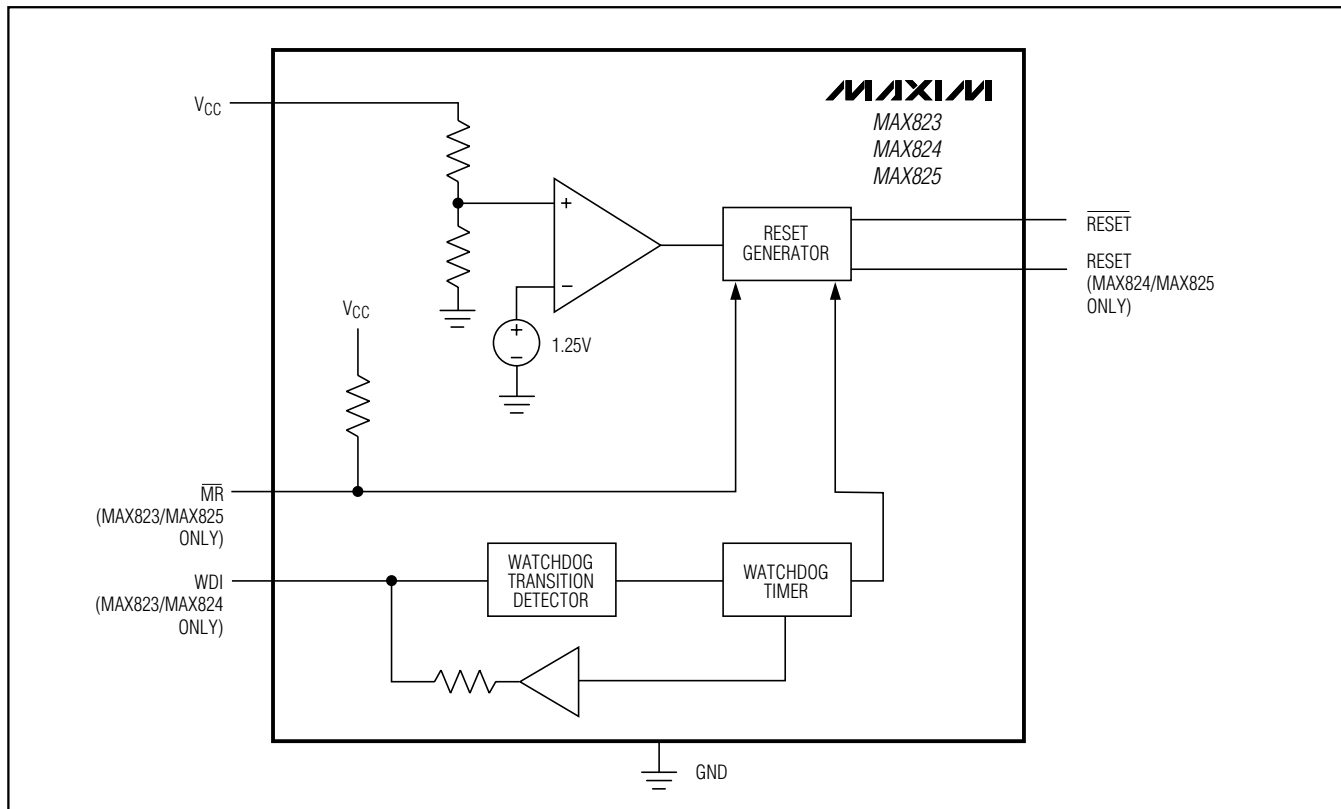 VCC
MAXIM
MAX823
MAX824
MAX825
+
−
RESET
GENERATOR
RESET
RESET
(MAX824/MAX825
ONLY)
VCC
+
−
1.25V
MR
(MAX823/MAX825
ONLY)
WDI
(MAX823/MAX824
ONLY)
WATCHDOG
TRANSITION
DETECTOR
WATCHDOG
TIMER
GND